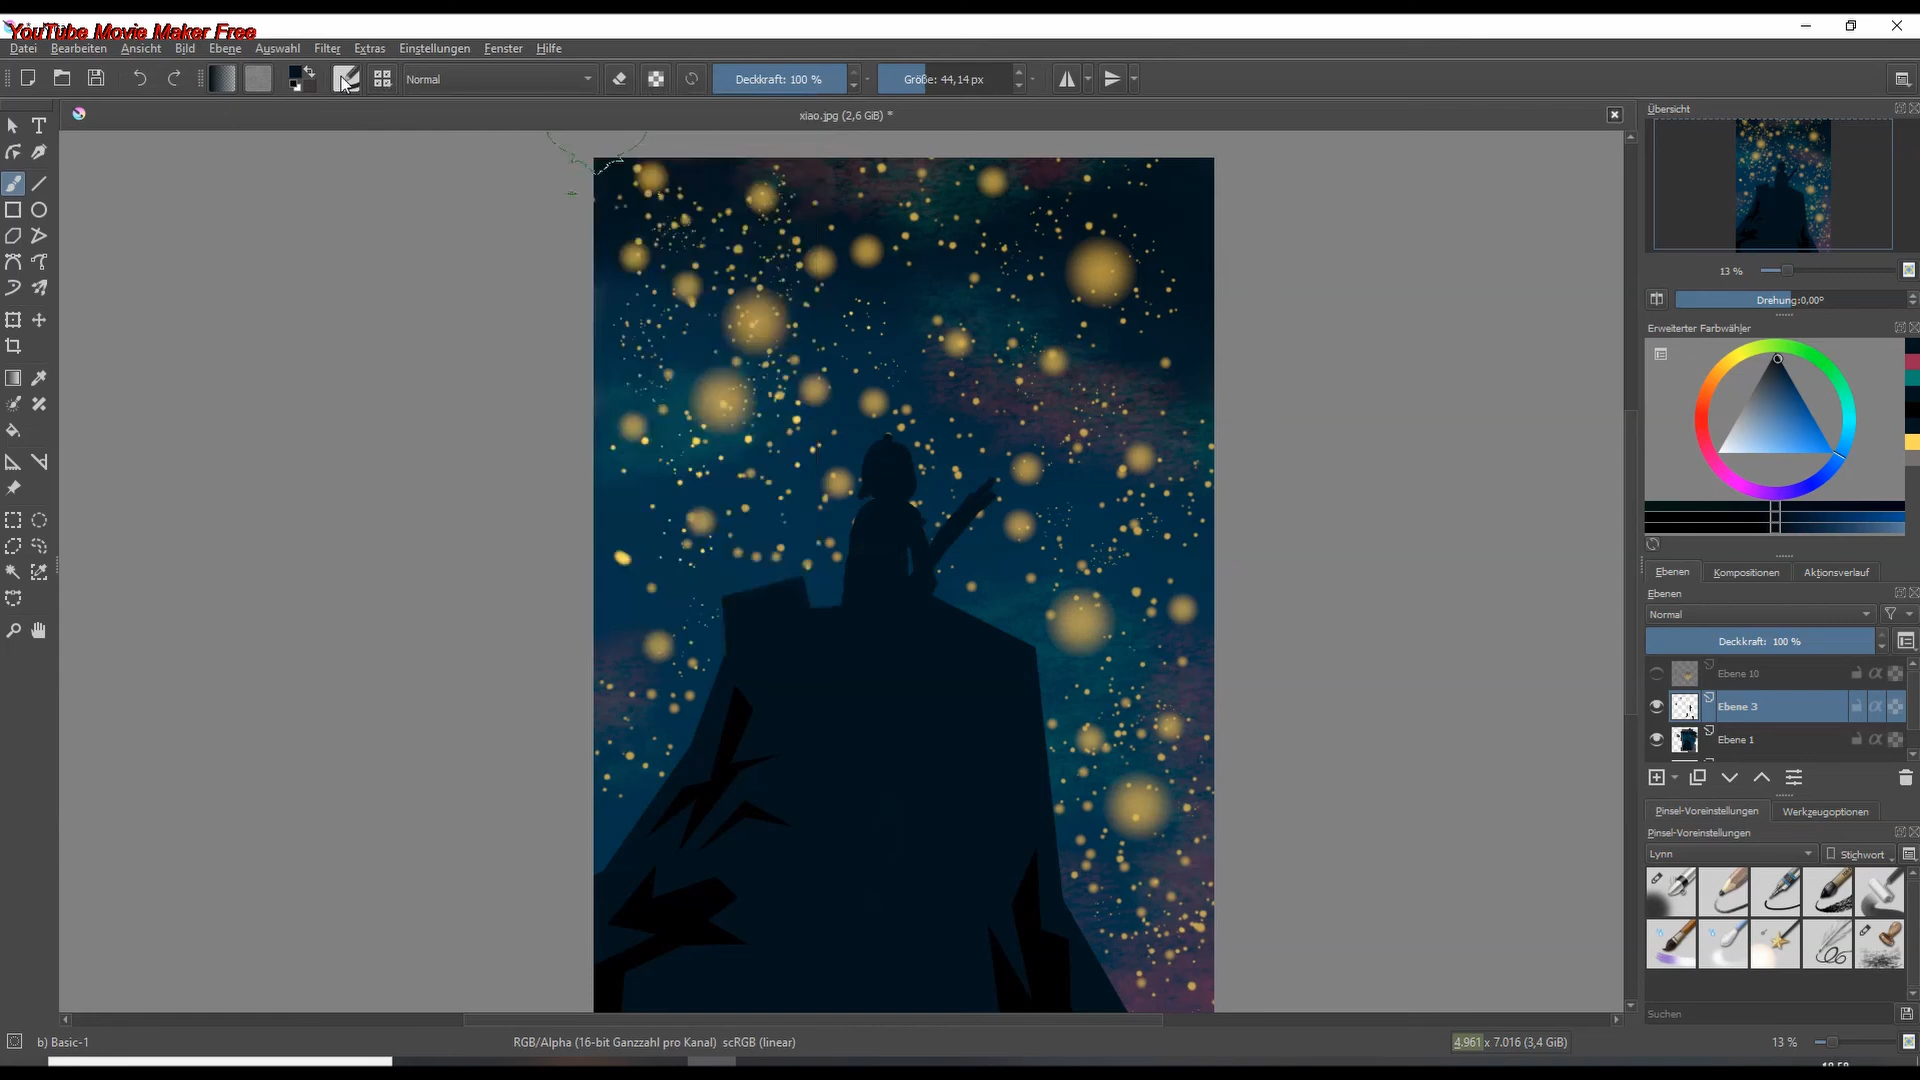 YouTube Movie Maker Free
Datei Bearbeiten Ansicht Bild Ebene Auswahl Filter Extras Einstellungen Fenster Hilfe
Normal Deckkraft: 100 % Größe: 44,14 px
xiao.jpg (2,6 GiB) *
Übersicht
13 %
Drehung:0,00°
Erweiterter Farbwähler
Ebenen Kompositionen Aktionsverlauf
Ebenen
Normal
Deckkraft: 100 %
Ebene 10
Ebene 3
Ebene 1
Pinsel-Voreinstellungen Werkzeugoptionen
Pinsel-Voreinstellungen
Lynn Stichwort
Suchen
b) Basic-1 RGB/Alpha (16-bit Ganzzahl pro Kanal) scRGB (linear) 4.961 x 7.016 (3,4 GiB) 13 %